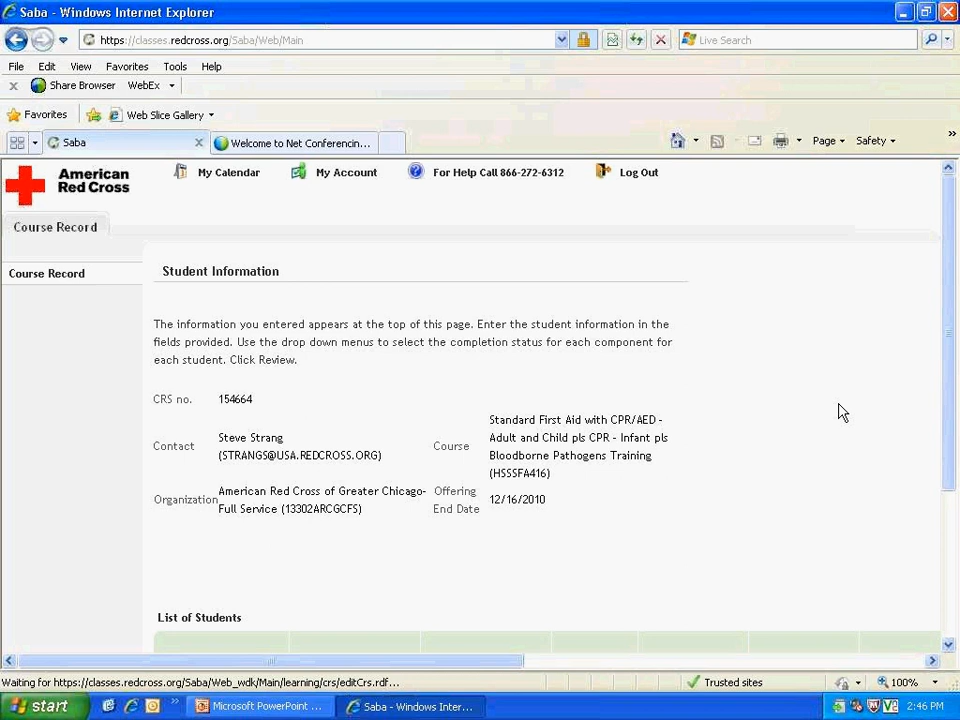 Saba - Windows Internet Explorer
https://classes.redcross.org/Saba/Web/Main
Live Search
File Edit View Favorites Tools Help
x Share Browser WebEx
Favorites Web Slice Gallery
Saba x Welcome to Net Conferencin... Page Safety »
American
Red Cross
My Calendar My Account ? For Help Call 866-272-6312 Log Out
Course Record
Course Record
Student Information
The information you entered appears at the top of this page. Enter the student information in the
fields provided. Use the drop down menus to select the completion status for each component for
each student. Click Review.
CRS no. 154664
Contact Steve Strang
(STRANGS@USA.REDCROSS.ORG)
Course Standard First Aid with CPR/AED -
Adult and Child pls CPR - Infant pls
Bloodborne Pathogens Training
(HSSSFA416)
Organization American Red Cross of Greater Chicago-
Full Service (13302ARCGCFS)
Offering
End Date 12/16/2010
List of Students
Waiting for https://classes.redcross.org/Saba/Web_wdk/Main/learning/crs/editCrs.rdf... Trusted sites 100%
start » Microsoft PowerPoint ... Saba - Windows Inter... 2:46 PM